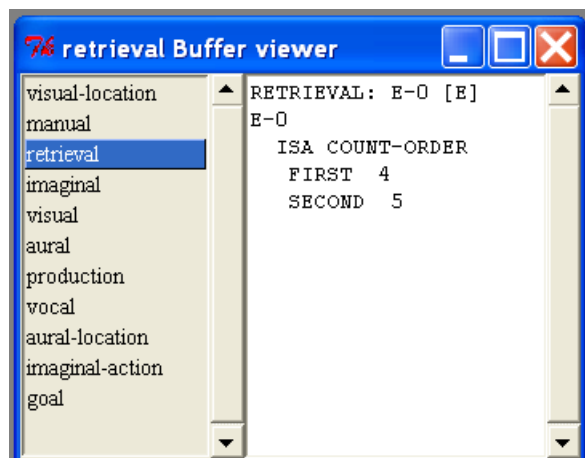 retrieval Buffer viewer
visual-location
manual
retrieval
imaginal
visual
aural
production
vocal
aural-location
imaginal-action
goal
RETRIEVAL: E-0 [E]
E-0
ISA COUNT-ORDER
FIRST 4
SECOND 5